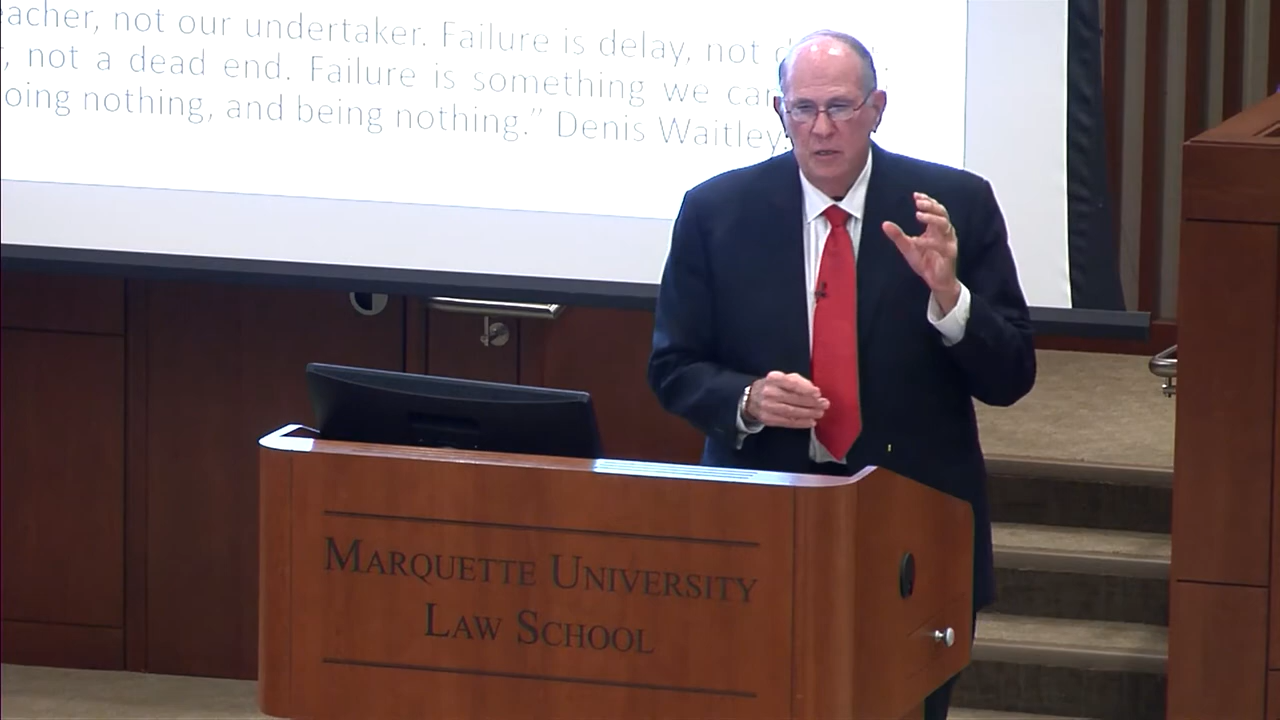 eacher, not our undertaker. Failure is delay, not
, not a dead end. Failure is something we can
oing nothing, and being nothing.” Denis Waitley.
MARQUETTE UNIVERSITY
LAW SCHOOL